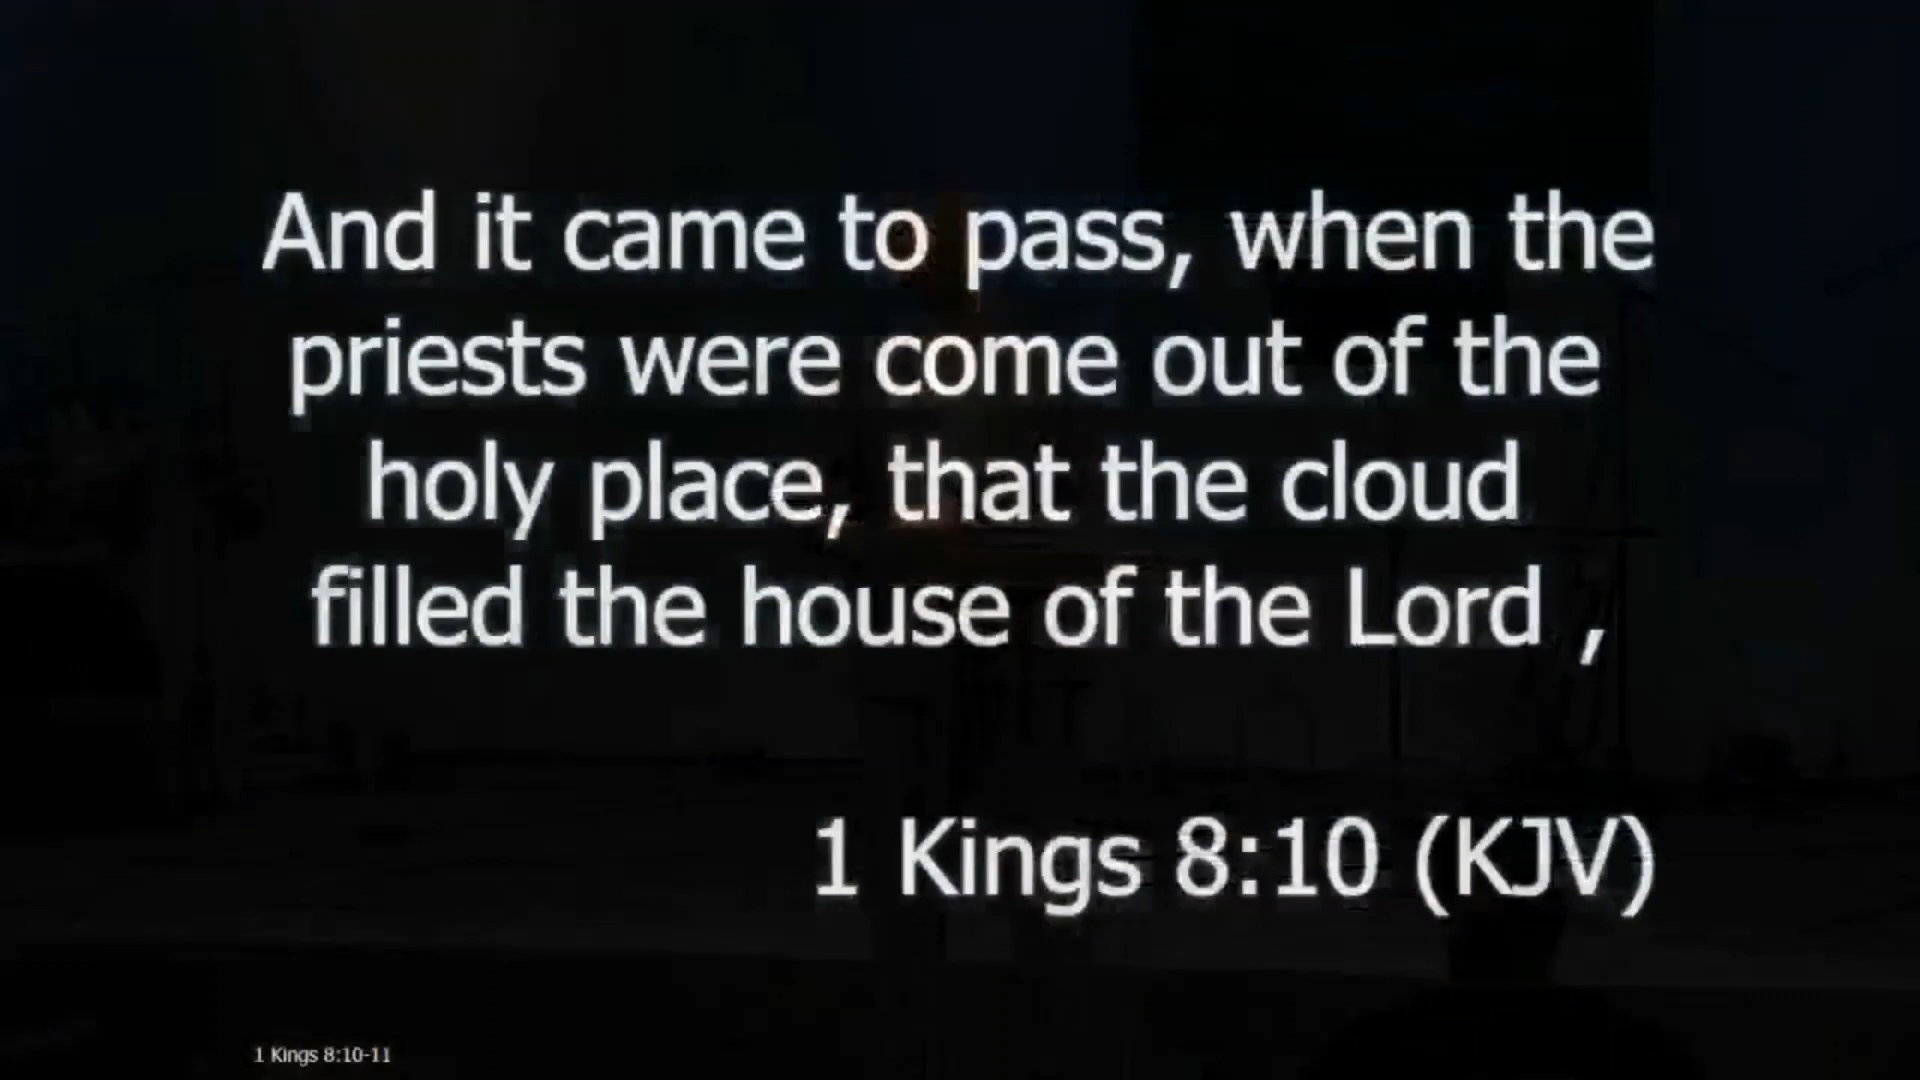 And it came to pass, when the
priests were come out of the
holy place, that the cloud
filled the house of the Lord ,
1 Kings 8:10 (KJV)
1 Kings 8:10-11